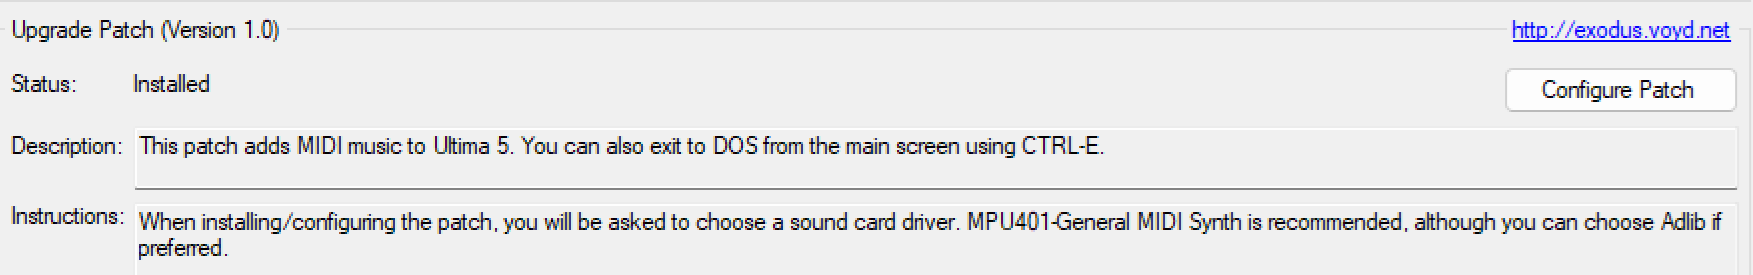 Upgrade Patch (Version 1.0) http://exodus.voyd.net
Status: Installed Configure Patch
Description: This patch adds MIDI music to Ultima 5. You can also exit to DOS from the main screen using CTRL-E.
Instructions: When installing/configuring the patch, you will be asked to choose a sound card driver. MPU401-General MIDI Synth is recommended, although you can choose Adlib if
preferred.